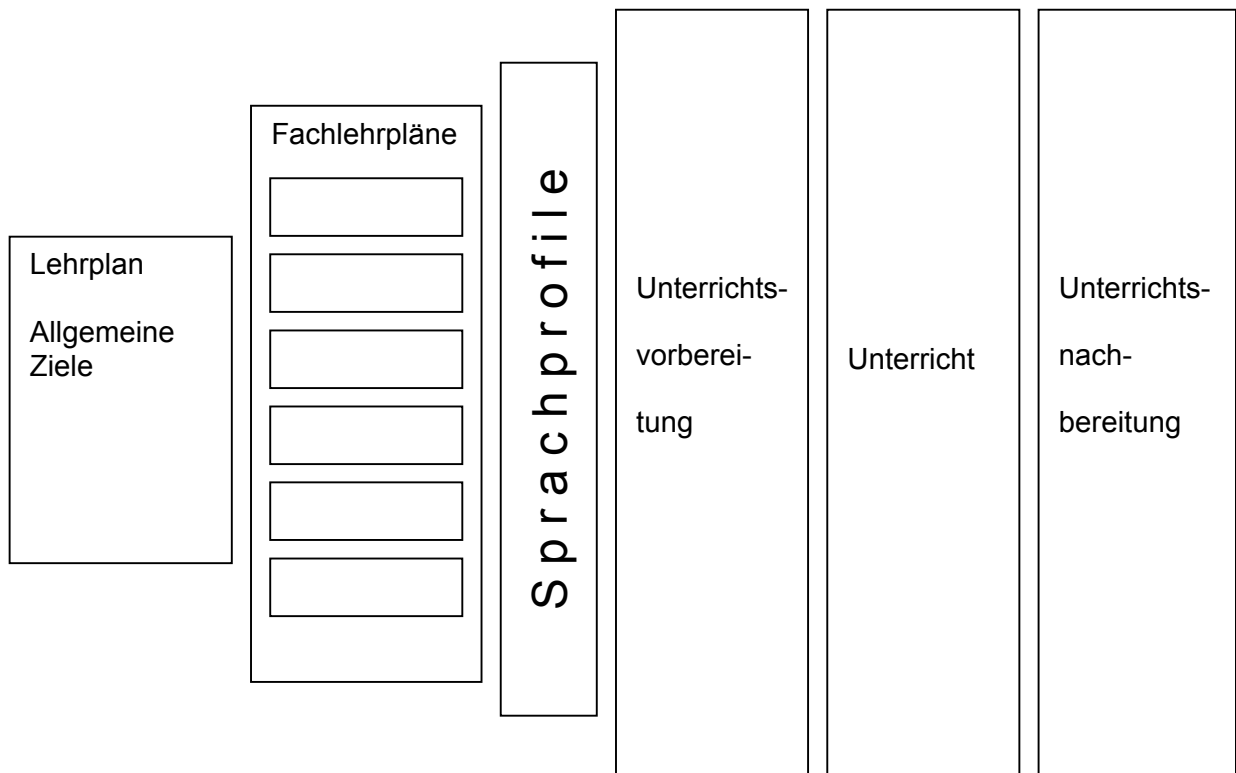 Lehrplan
Allgemeine
Ziele
Fachlehrpläne
Sprachprofile
Unterrichts-
vorberei-
tung
Unterricht
Unterrichts-
nach-
bereitung